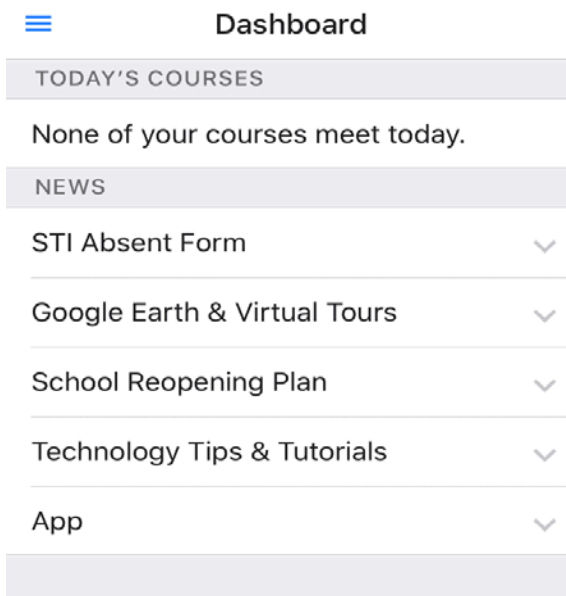 Dashboard
TODAY'S COURSES
None of your courses meet today.
NEWS
STI Absent Form
Google Earth & Virtual Tours
School Reopening Plan
Technology Tips & Tutorials
App